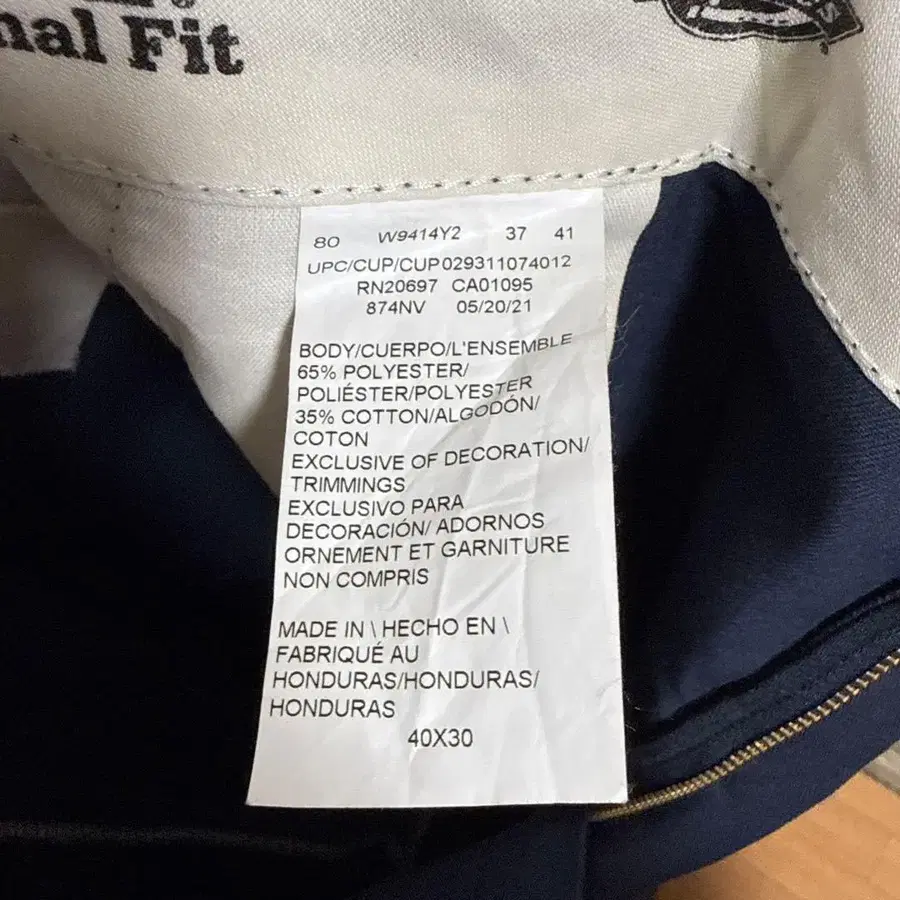 Fit
80 W9414Y2 37 41
UPC/CUP/CUP029311074012
RN20697 CA01095
874NV 05/20/21
BODY/CUERPO/L'ENSEMBLE
65% POLYESTER/
POLIÉSTER/POLYESTER
35% COTTON/ALGODÓN/
COTON
EXCLUSIVE OF DECORATION/
TRIMMINGS
EXCLUSIVO PARA
DECORACIÓN/ ADORNOS
ORNEMENT ET GARNITURE
NON COMPRIS
MADE IN \ HECHO EN \
FABRIQUÉ AU
HONDURAS/HONDURAS/
HONDURAS
40X30